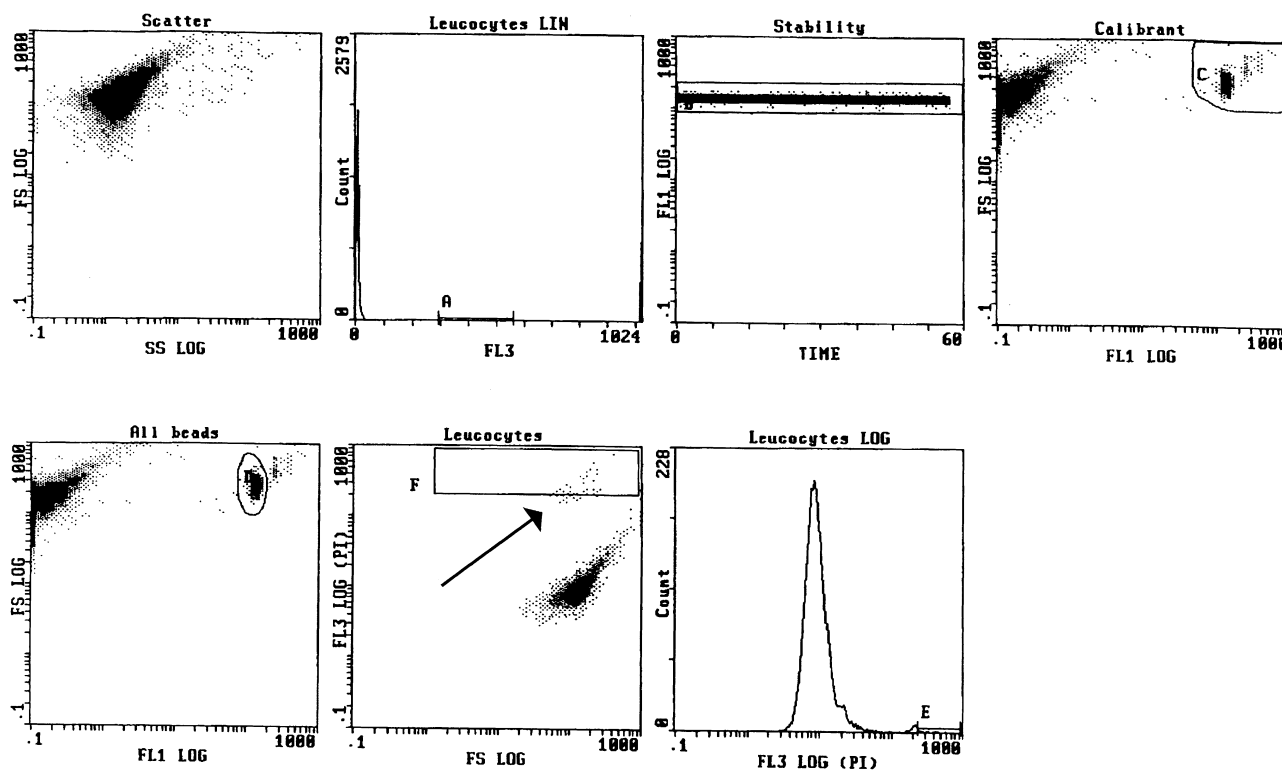 Scatter
1000
FS LOG
.1
.1
1000
SS LOG
Leucocytes LIN
2579
Count
0
A
0
1024
FL3
Stability
1000
FL1 LOG
.1
0
60
TIME
Calibrant
1000
C
FS LOG
.1
.1
1000
FL1 LOG
All beads
1000
D
FS LOG
.1
.1
1000
FL1 LOG
Leucocytes
1000
F
FL3 LOG (PI)
.1
.1
1000
FS LOG
Leucocytes LOG
228
Count
0
E
.1
1000
FL3 LOG (PI)